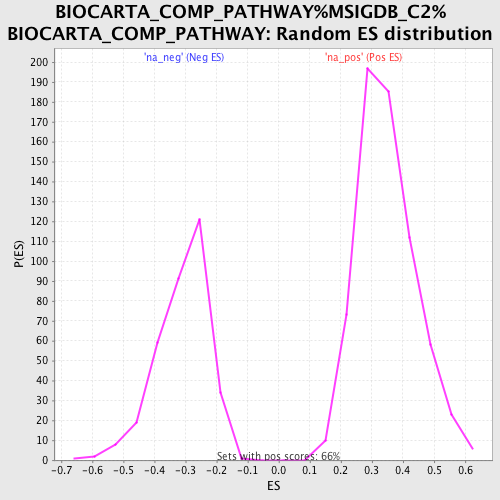 BIOCARTA_COMP_PATHWAY%MSIGDB_C2%
BIOCARTA_COMP_PATHWAY: Random ES distribution
'na_neg' (Neg ES)
'na_pos' (Pos ES)
200
190
180
170
160
150
140
130
120
110
100
90
80
70
60
50
40
30
20
10
0
P(ES)
Sets with pos scores: 66%
-0.7 -0.6 -0.5 -0.4 -0.3 -0.2 -0.1 0.0 0.1 0.2 0.3 0.4 0.5 0.6
ES